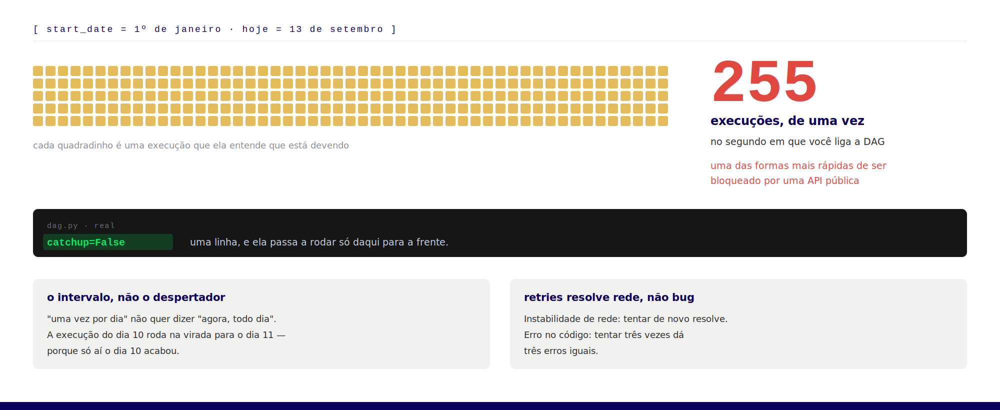 [ start_date = 1º de janeiro · hoje = 13 de setembro ]
255
execuções, de uma vez
no segundo em que você liga a DAG
uma das formas mais rápidas de ser
bloqueado por uma API pública
cada quadradinho é uma execução que ela entende que está devendo
dag.py · real
catchup=False uma linha, e ela passa a rodar só daqui para a frente.
o intervalo, não o despertador
"uma vez por dia" não quer dizer "agora, todo dia".
A execução do dia 10 roda na virada para o dia 11 —
porque só aí o dia 10 acabou.
retries resolve rede, não bug
Instabilidade de rede: tentar de novo resolve.
Erro no código: tentar três vezes dá
três erros iguais.